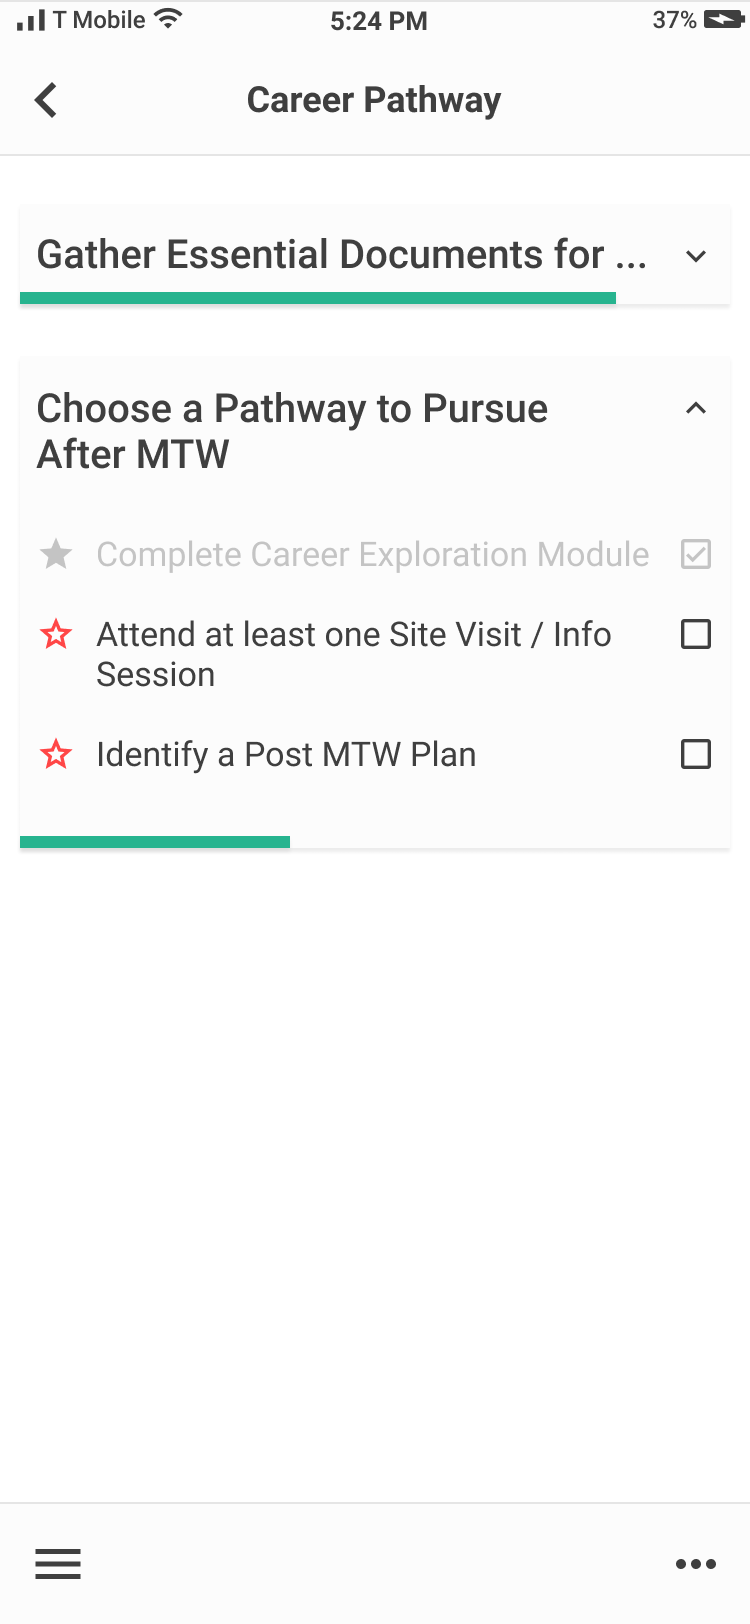 T Mobile 5:24 PM 37%
Career Pathway
Gather Essential Documents for ...
Choose a Pathway to Pursue
After MTW
Complete Career Exploration Module
Attend at least one Site Visit / Info
Session
Identify a Post MTW Plan